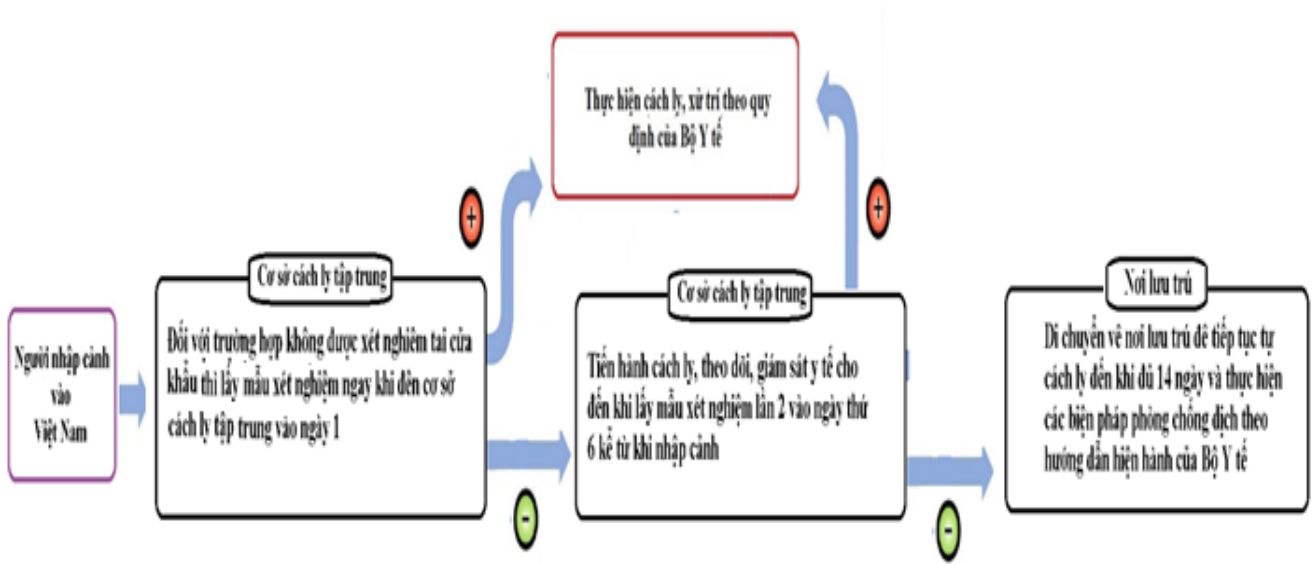 Thực hiện cách ly, xử trí theo quy
định của Bộ Y tế
+
+
Người nhập cảnh
vào
Việt Nam
Cơ sở cách ly tập trung
Đối với trường hợp không được xét nghiệm tai cửa
khẩu thì lấy mẫu xét nghiệm ngay khi đến cơ sở
cách ly tập trung vào ngày 1
-
Cơ sở cách ly tập trung
Tiến hành cách ly, theo dõi, giám sát y tế cho
đến khi lấy mẫu xét nghiệm lần 2 vào ngày thứ
6 kể từ khi nhập cảnh
-
Nơi lưu trú
Di chuyển về nơi lưu trú để tiếp tục tự
cách ly đến khi đủ 14 ngày và thực hiện
các biện pháp phòng chống dịch theo
hướng dẫn hiện hành của Bộ Y tế